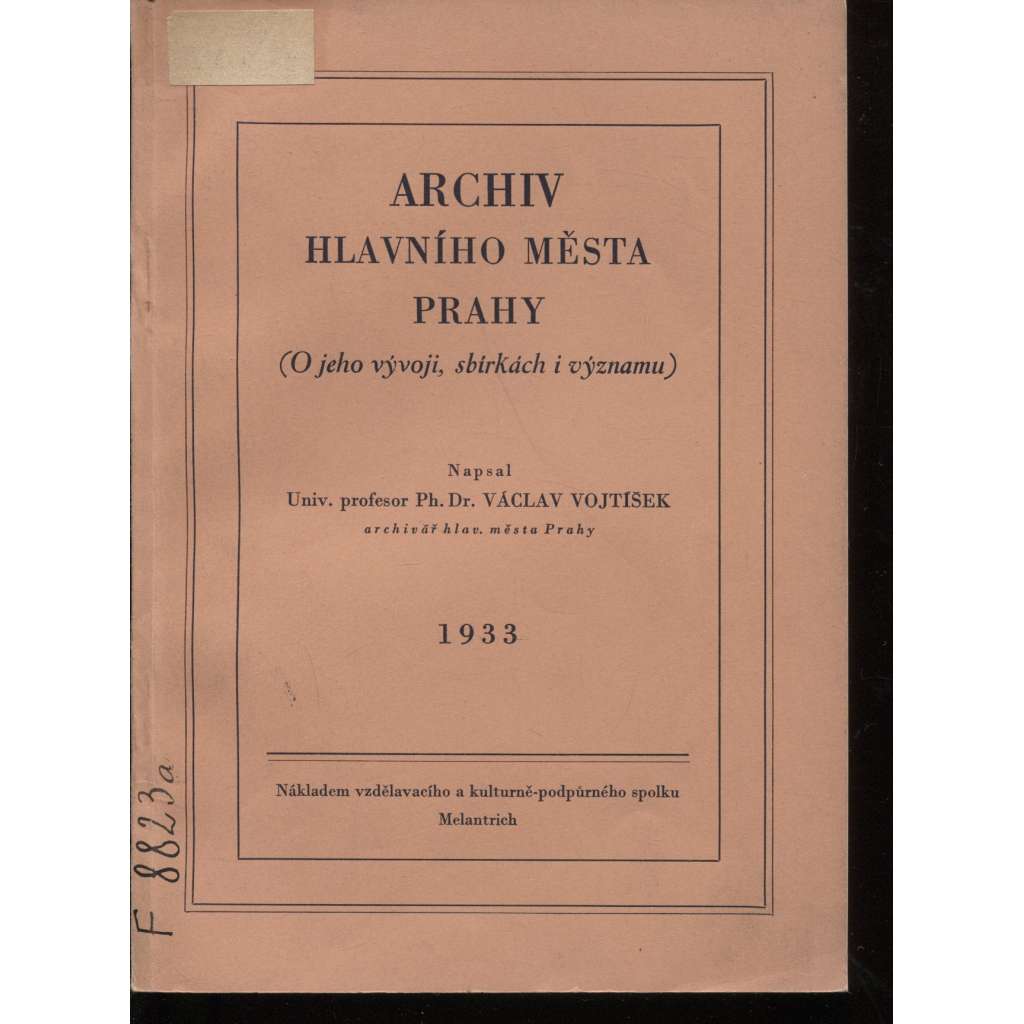 ARCHIV
HLAVNÍHO MĚSTA
PRAHY
(O jeho vývoji, sbírkách i významu)
Napsal
Univ. profesor Ph. Dr. VÁCLAV VOJTÍŠEK
archivář hlav. města Prahy
1933
Nákladem vzdělavacího a kulturně-podpůrného spolku
Melantrich
F 8823a